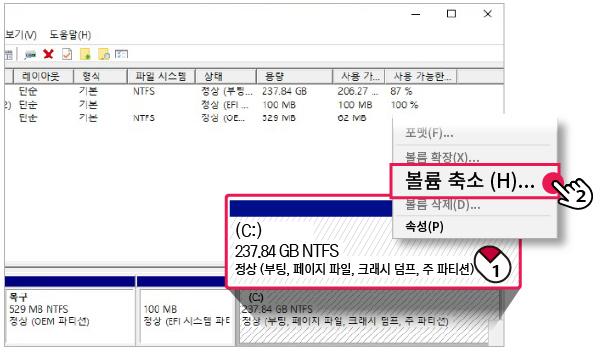 보기(V) 도움말(H)
레이아웃 형식 파일 시스템 상태 용량 사용 가... 사용 가능한...
단순 기본 NTFS 정상 (부팅,... 237.84 GB 206.27 ... 87 %
2) 단순 기본 정상 (EFI ... 100 MB 100 MB 100 %
단순 기본 NTFS 정상 (OE... 529 MB 62 MB
포맷(F)...
볼륨 확장(X)...
볼륨 축소 (H)...
2
볼륨 삭제(D)...
속성(P)
(C:)
237.84 GB NTFS
정상 (부팅, 페이지 파일, 크래시 덤프, 주 파티션)
1
복구
529 MB NTFS
정상 (OEM 파티션)
100 MB
정상 (EFI 시스템 파티
(C:)
237.84 GB NTFS
정상 (부팅, 페이지 파일, 크래시 덤프, 주 파티션)